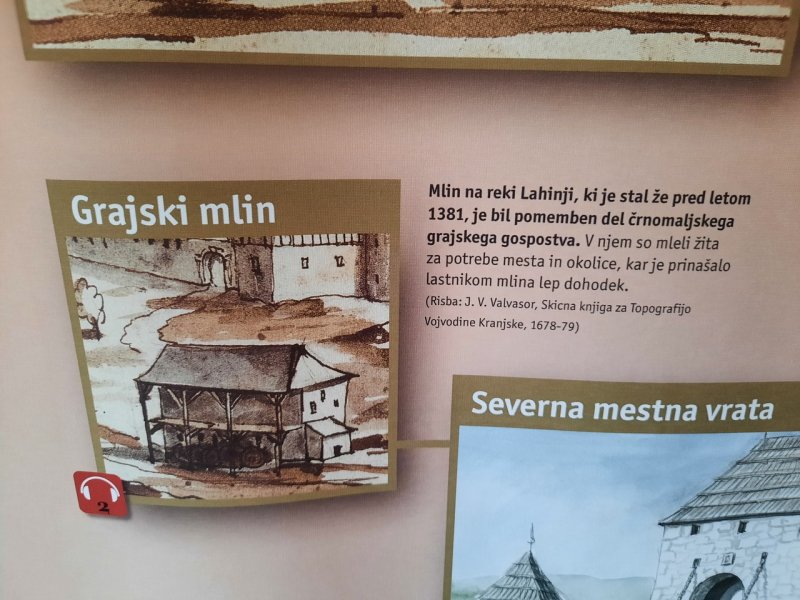 Grajski mlin
2
Mlin na reki Lahinji, ki je stal že pred letom
1381, je bil pomemben del črnomaljskega
grajskega gospostva. V njem so mleli žita
za potrebe mesta in okolice, kar je prinašalo
lastnikom mlina lep dohodek.
(Risba: J. V. Valvasor, Skicna knjiga za Topografijo
Vojvodine Kranjske, 1678–79)
Severna mestna vrata